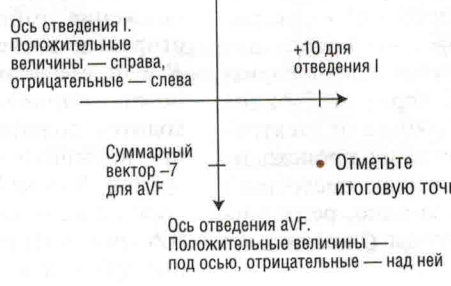 Ось отведения I.
Положительные
величины — справа,
отрицательные — слева
+10 для
отведения I
Суммарный
вектор –7
для aVF
Отметьте
итоговую точ
Ось отведения aVF.
Положительные величины —
под осью, отрицательные — над ней